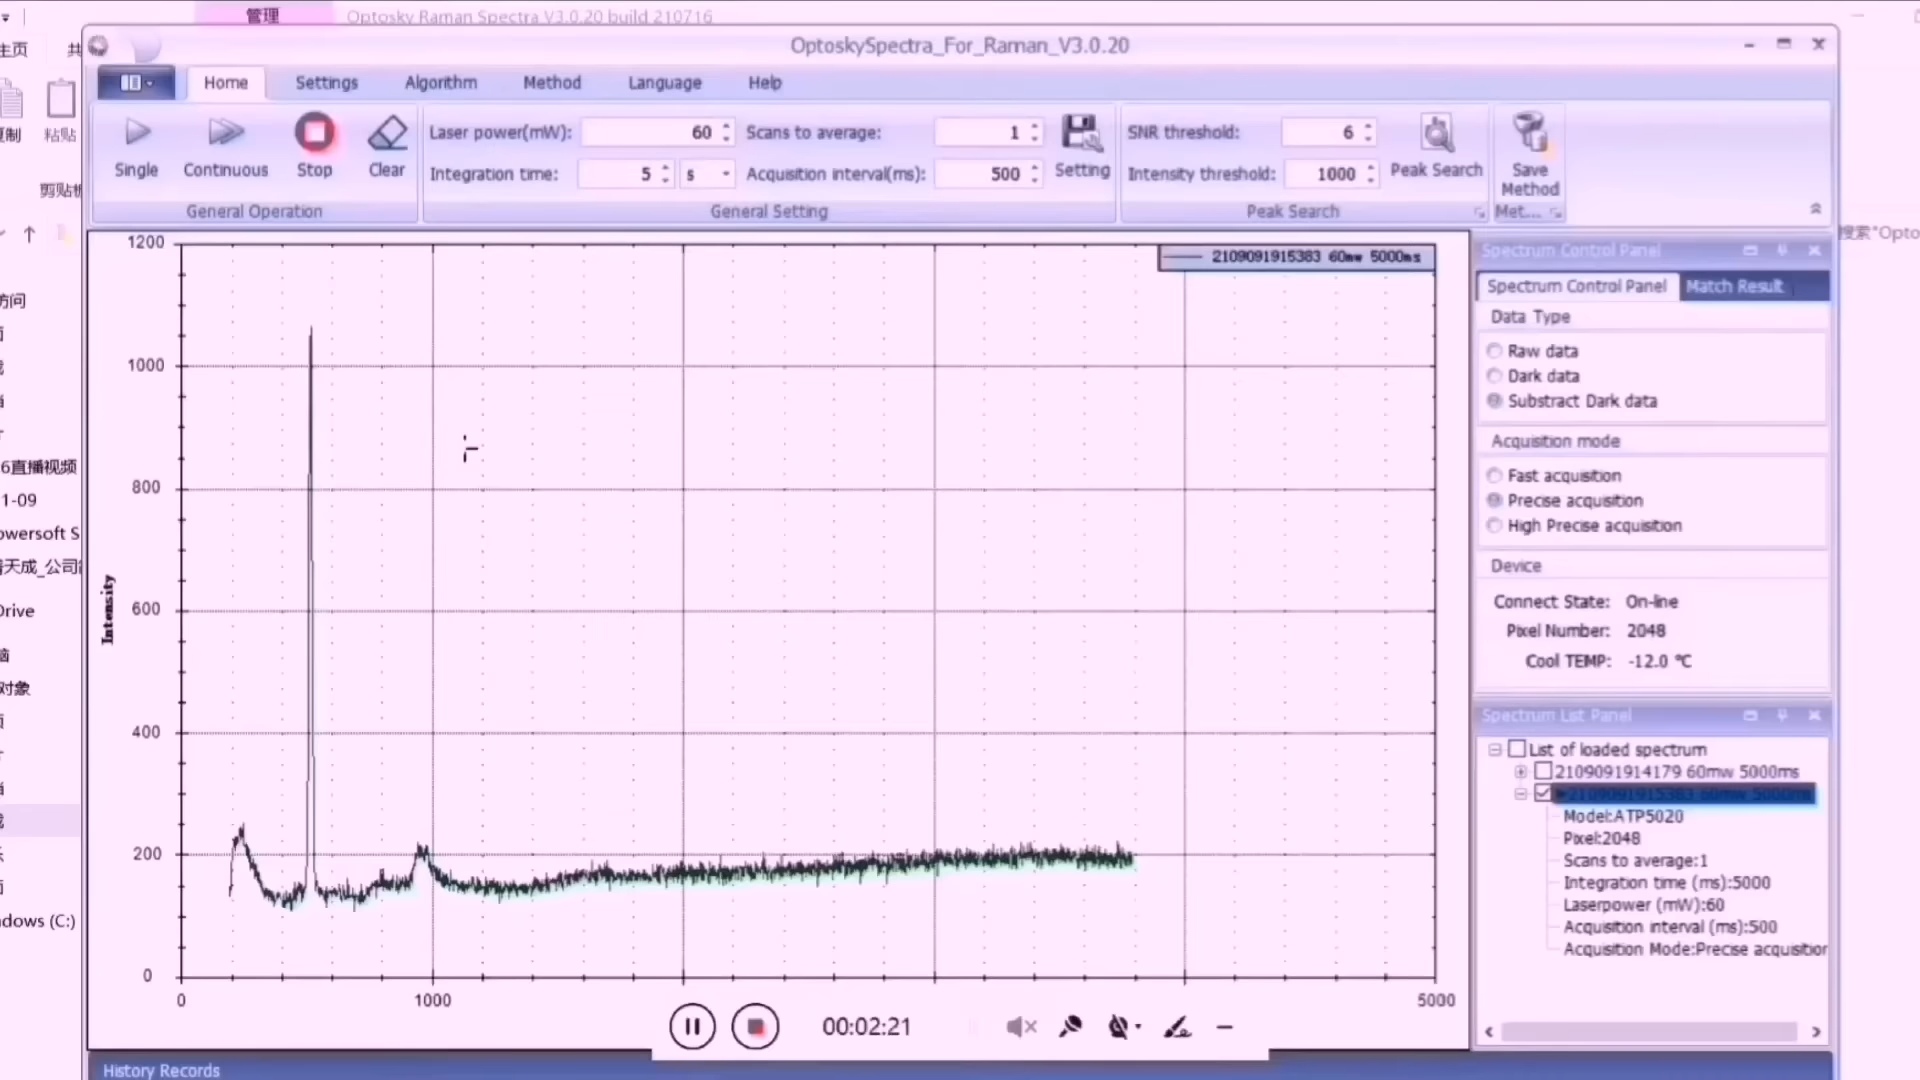 管理
Optosky Raman Spectra V3.0.20 build 210716
主页
共
OptoskySpectra_For_Raman_V3.0.20
Home
Settings
Algorithm
Method
Language
Help
复制
粘贴
剪贴板
Single
Continuous
Stop
Clear
General Operation
Laser power(mW):
60
Scans to average:
1
Integration time:
5
s
Acquisition interval(ms):
500
Setting
General Setting
SNR threshold:
6
Intensity threshold:
1000
Peak Search
Peak Search
Save
Method
Met...
搜索"Opto
访问
6直播视频
1-09
owersoft S
天成_公司
Drive
对象
ndows (C:)
1200
1000
800
600
400
200
0
Intensity
0
1000
5000
2109091915383 60mw 5000ms
00:02:21
Spectrum Control Panel
Spectrum Control Panel
Match Result
Data Type
Raw data
Dark data
Substract Dark data
Acquisition mode
Fast acquisition
Precise acquisition
High Precise acquisition
Device
Connect State: On-line
Pixel Number: 2048
Cool TEMP: -12.0 ℃
Spectrum List Panel
List of loaded spectrum
2109091914179 60mw 5000ms
2109091915383 60mw 5000ms
Model:ATP5020
Pixel:2048
Scans to average:1
Integration time (ms):5000
Laserpower (mW):60
Acquisition interval (ms):500
Acquisition Mode:Precise acquisition
History Records